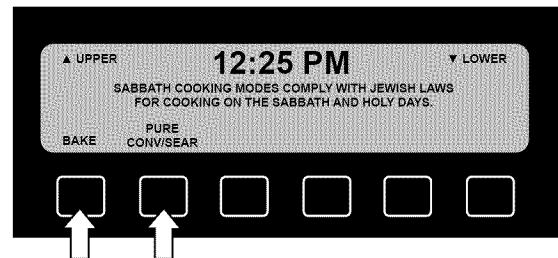 ▲ UPPER 12:25 PM ▼ LOWER
SABBATH COOKING MODES COMPLY WITH JEWISH LAWS
FOR COOKING ON THE SABBATH AND HOLY DAYS.
PURE
BAKE CONV/SEAR